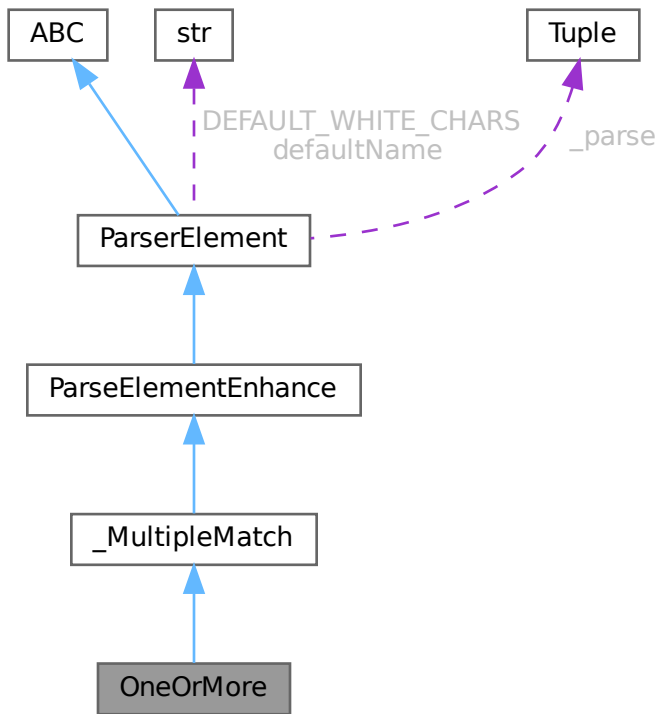 ABC
str
Tuple
DEFAULT_WHITE_CHARS
defaultName
_parse
ParserElement
ParseElementEnhance
_MultipleMatch
OneOrMore